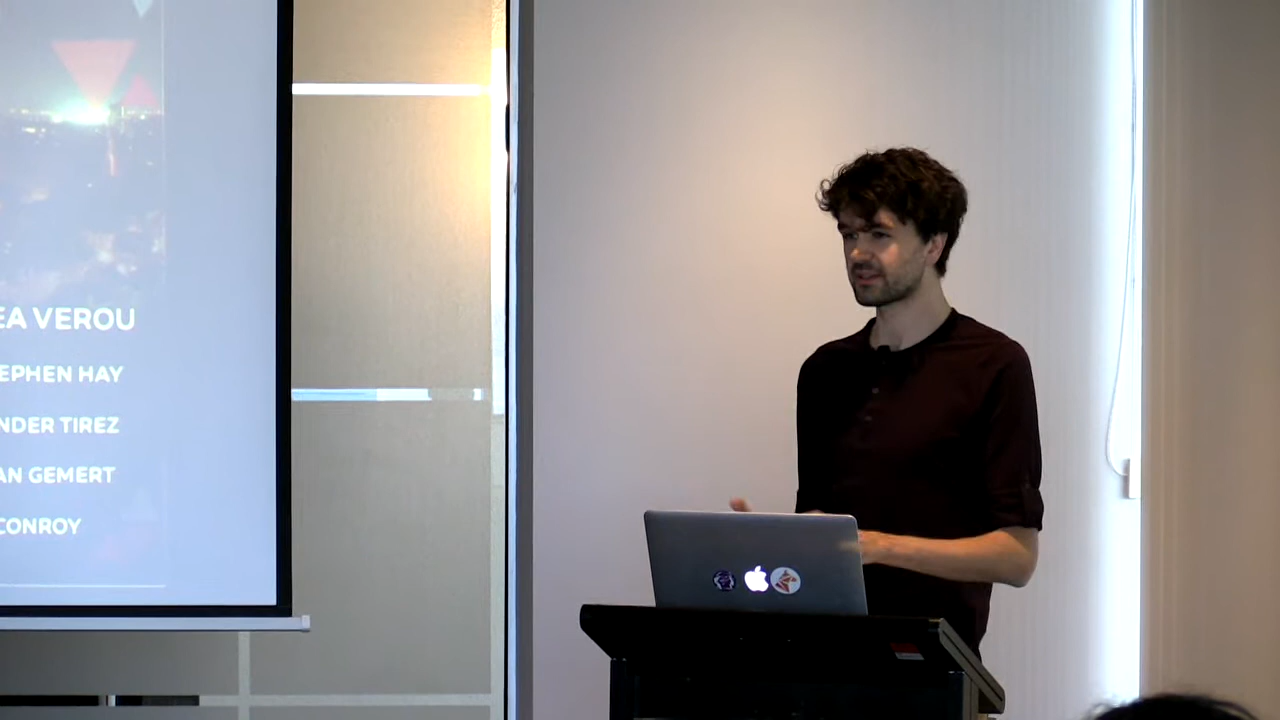 EA VEROU
EPHEN HAY
NDER TIREZ
AN GEMERT
CONROY